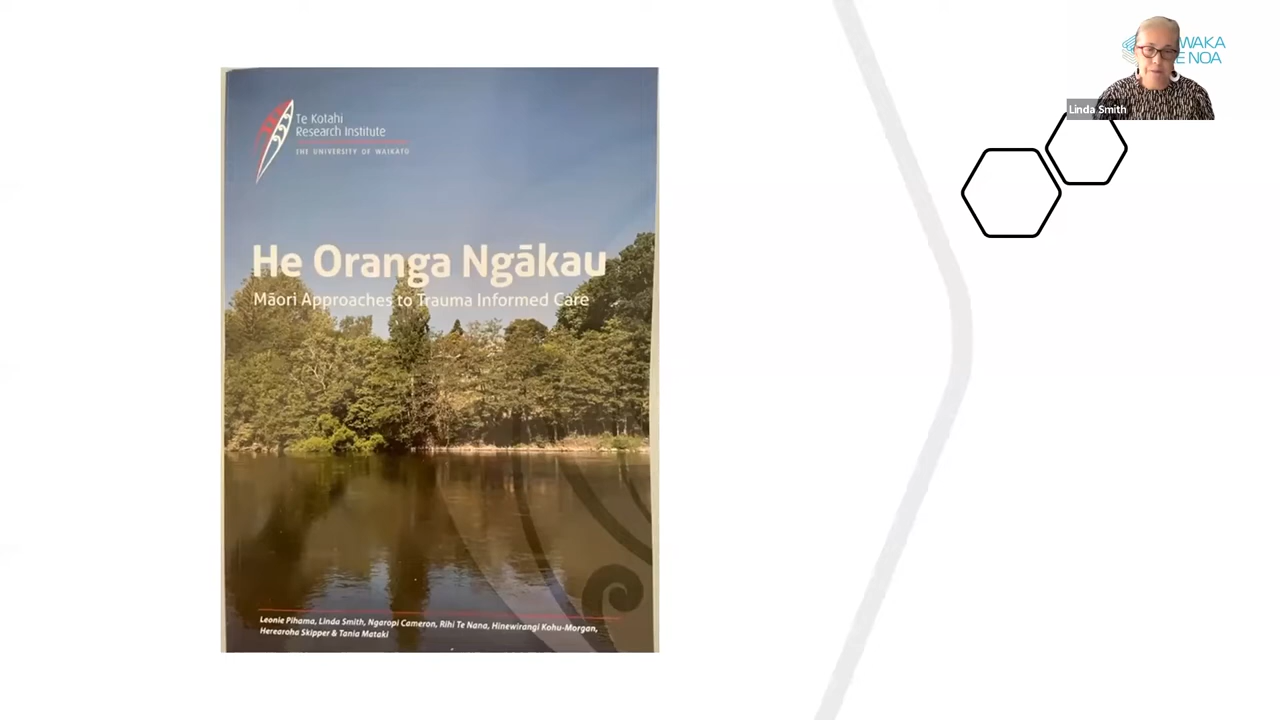 WAKA
E NOA
Linda Smith
Te Kotahi
Research Institute
THE UNIVERSITY OF WAIKATO
He Oranga Ngākau
Māori Approaches to Trauma Informed Care
Leonie Pihama, Linda Smith, Ngaropi Cameron, Rihi Te Nana, Hinewirangi Kohu-Morgan,
Herearoha Skipper & Tania Mataki